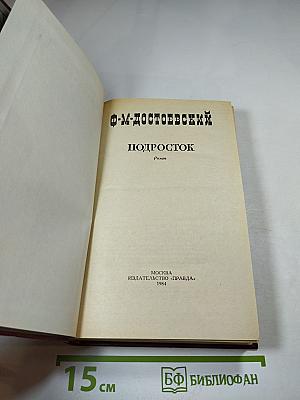 Ф·М·ДОСТОЕВСКИЙ
ПОДРОСТОК
Роман
МОСКВА
ИЗДАТЕЛЬСТВО «ПРАВДА»
1984
15 см
БФ БИБЛИОФАН